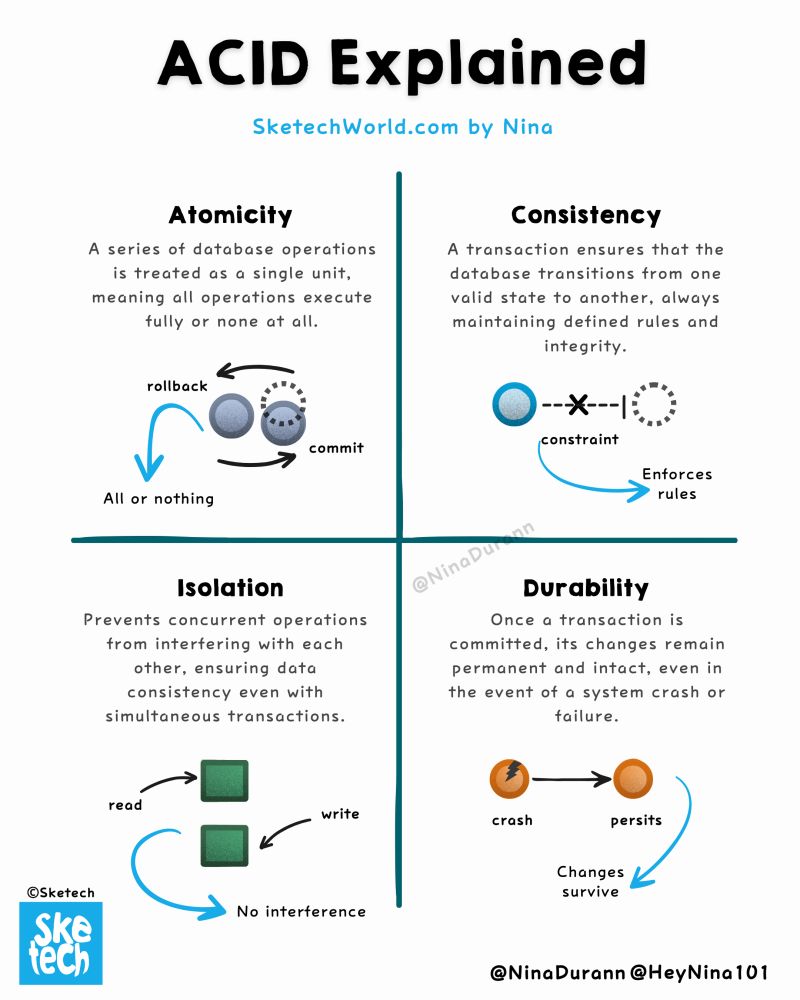 ACID Explained
SketechWorld.com by Nina
Atomicity
A series of database operations
is treated as a single unit,
meaning all operations execute
fully or none at all.
rollback
commit
All or nothing
Consistency
A transaction ensures that the
database transitions from one
valid state to another, always
maintaining defined rules and
integrity.
constraint
Enforces
rules
@NinaDurann
Isolation
Prevents concurrent operations
from interfering with each
other, ensuring data
consistency even with
simultaneous transactions.
read
write
No interference
Durability
Once a transaction is
committed, its changes remain
permanent and intact, even in
the event of a system crash or
failure.
crash
persits
Changes
survive
©Sketech
Ske
tech
@NinaDurann @HeyNina101